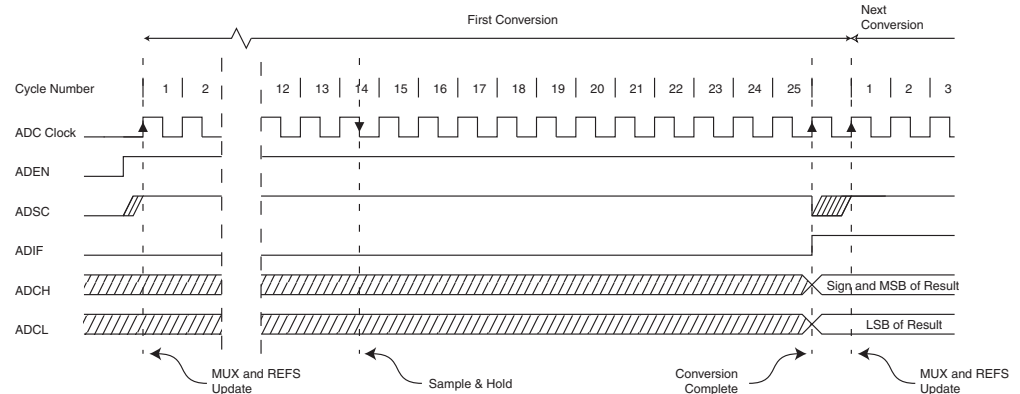 First Conversion
Next
Conversion
Cycle Number 1 2 12 13 14 15 16 17 18 19 20 21 22 23 24 25 1 2 3
ADC Clock
ADEN
ADSC
ADIF
ADCH
Sign and MSB of Result
ADCL
LSB of Result
MUX and REFS
Update
Sample & Hold
Conversion
Complete
MUX and REFS
Update